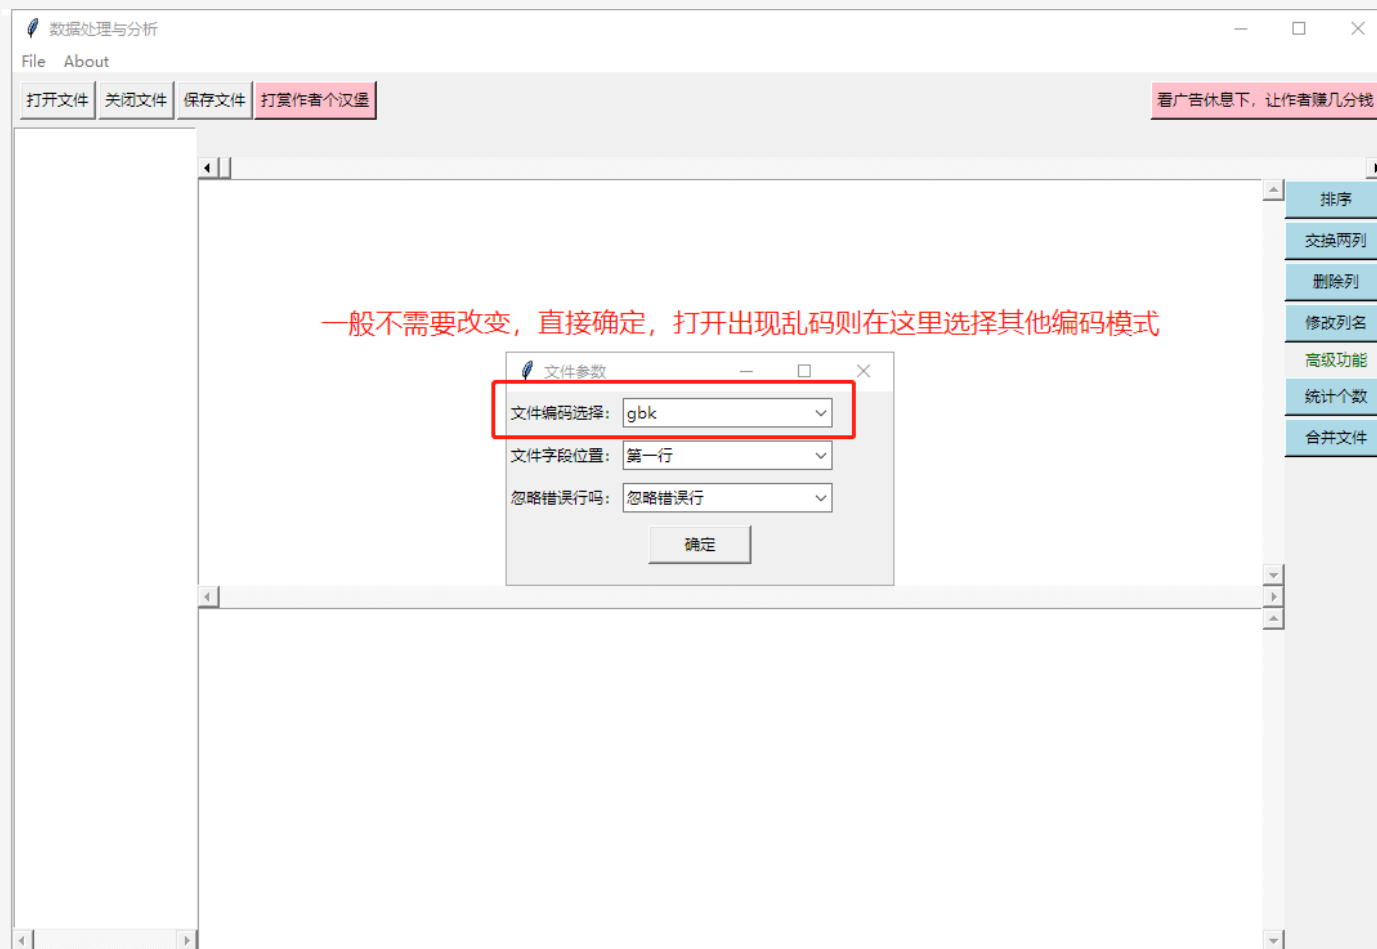 数据处理与分析
File About
打开文件 关闭文件 保存文件 打赏作者个汉堡 看广告休息下，让作者赚几分钱
排序
交换两列
删除列
修改列名
高级功能
统计个数
合并文件
一般不需要改变，直接确定，打开出现乱码则在这里选择其他编码模式
文件参数
文件编码选择： gbk
文件字段位置： 第一行
忽略错误行吗： 忽略错误行
确定